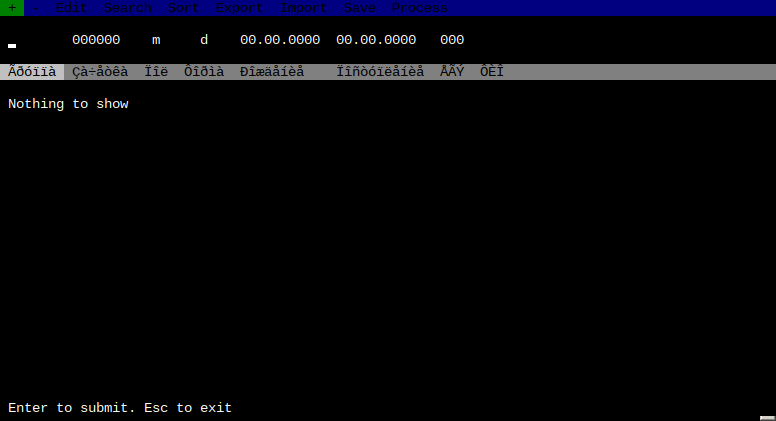 + - Edit Search Sort Export Import Save Process
000000 m d 00.00.0000 00.00.0000 000
Ãðóïïà Çà÷åòêà Ïîë Ôîðìà Ðîæäåíèå Ïîñòóïëåíèå ÅÃÝ ÔÈÎ
Nothing to show
Enter to submit. Esc to exit